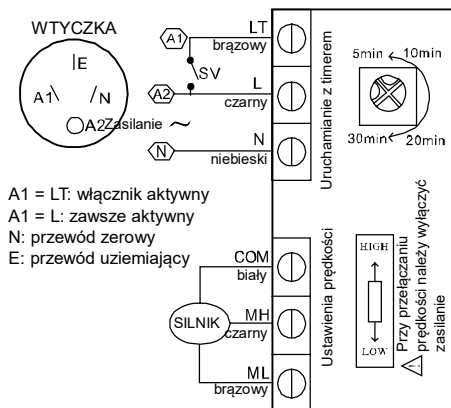 WTYCZKA
E
A1
N
A2
Zasilanie ~
A1
LT
brązowy
SV
A2
L
czarny
N
N
niebieski
Uruchamianie z timerem
5min
10min
30min
20min
A1 = LT: włącznik aktywny
A1 = L: zawsze aktywny
N: przewód zerowy
E: przewód uziemiający
COM
biały
SILNIK
MH
czarny
ML
brązowy
Ustawienia prędkości
HIGH
LOW
Przy przełączaniu
prędkości należy wyłączyć
zasilanie
!